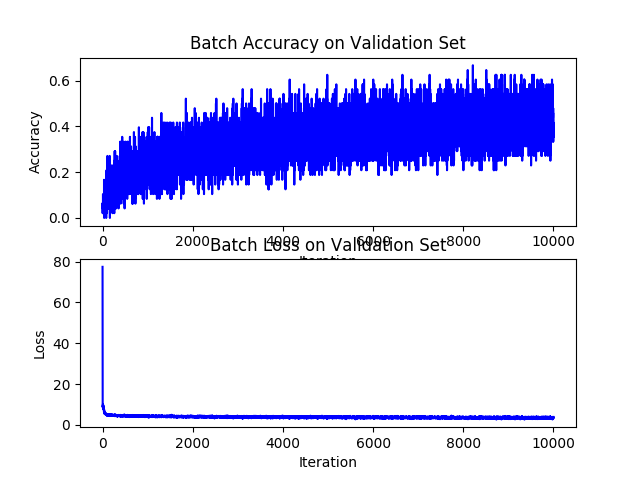 Batch Accuracy on Validation Set
Accuracy
0.6
0.4
0.2
0.0
0 2000 4000 6000 8000 10000
Iteration
Batch Loss on Validation Set
Loss
80
60
40
20
0
0 2000 4000 6000 8000 10000
Iteration